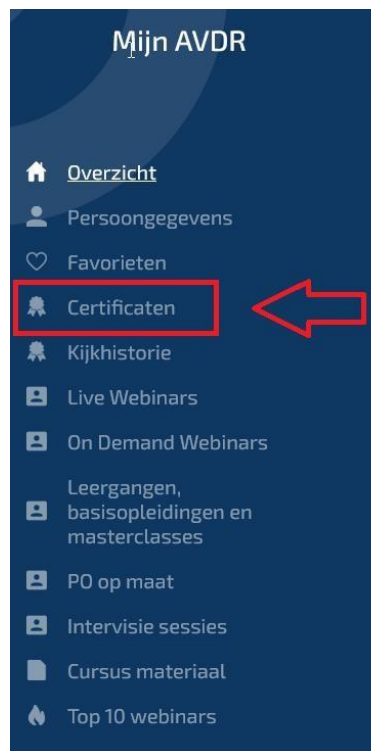 Mijn AVDR
Overzicht
Persoongegevens
Favorieten
Certificaten
Kijkhistorie
Live Webinars
On Demand Webinars
Leergangen,
basisopleidingen en
masterclasses
PO op maat
Intervisie sessies
Cursus materiaal
Top 10 webinars